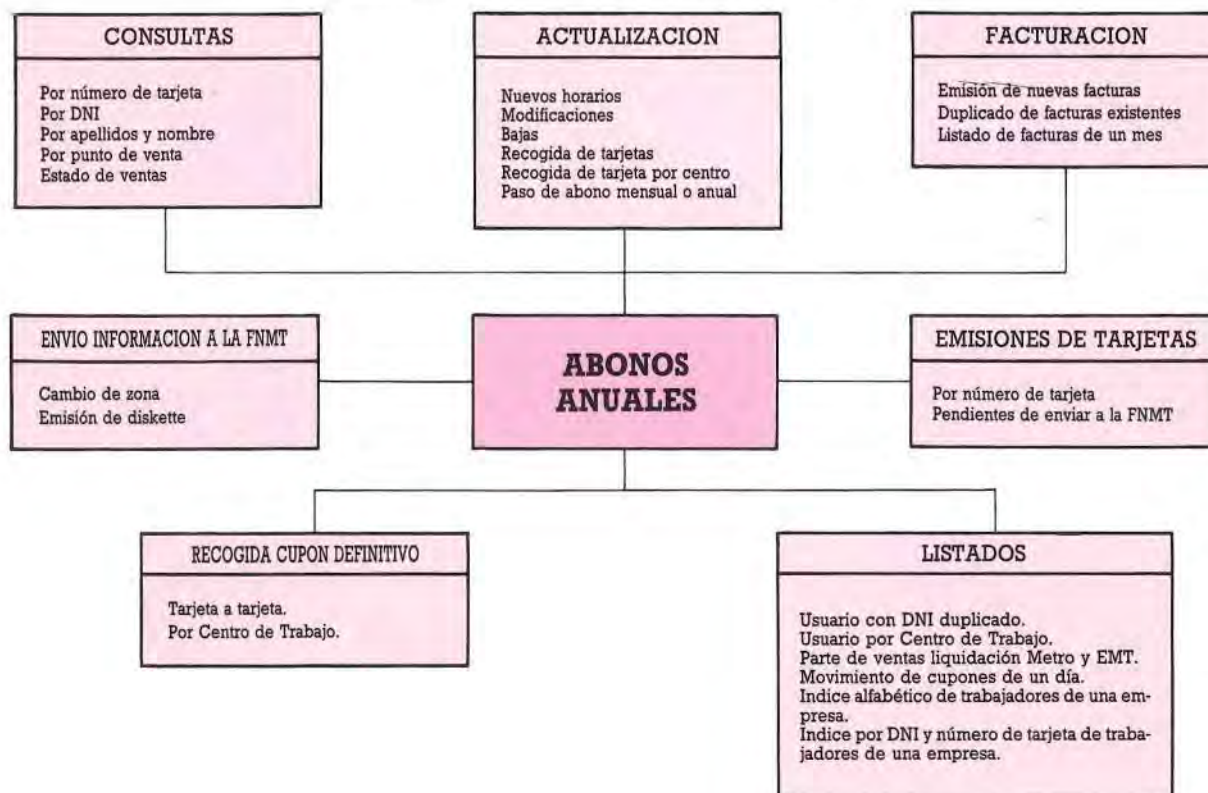 CONSULTAS
Por número de tarjeta
Por DNI
Por apellidos y nombre
Por punto de venta
Estado de ventas
ACTUALIZACION
Nuevos horarios
Modificaciones
Bajas
Recogida de tarjetas
Recogida de tarjeta por centro
Paso de abono mensual o anual
FACTURACION
Emisión de nuevas facturas
Duplicado de facturas existentes
Listado de facturas de un mes
ENVIO INFORMACION A LA FNMT
Cambio de zona
Emisión de diskette
ABONOS
ANUALES
EMISIONES DE TARJETAS
Por número de tarjeta
Pendientes de enviar a la FNMT
RECOGIDA CUPON DEFINITIVO
Tarjeta a tarjeta.
Por Centro de Trabajo.
LISTADOS
Usuario con DNI duplicado.
Usuario por Centro de Trabajo.
Parte de ventas liquidación Metro y EMT.
Movimiento de cupones de un día.
Indice alfabético de trabajadores de una em-
presa.
Indice por DNI y número de tarjeta de traba-
jadores de una empresa.